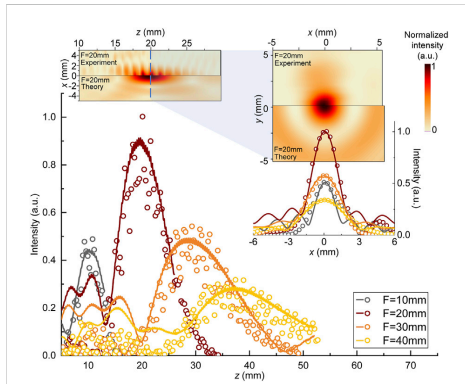 z (mm)
10 15 20 25 30
x (mm)
4
2
0
-2
-4
F=20mm
Experiment
F=20mm
Theory
x (mm)
-5 0 5
y (mm)
5
0
-5
F=20mm
Experiment
F=20mm
Theory
Normalized
intensity
(a.u.)
1
0
Intensity (a.u.)
1.0
0.5
0.0
-6 -3 0 3 6
x (mm)
Intensity (a.u.)
1.0
0.8
0.6
0.4
0.2
0.0
0 10 20 30 40 50
z (mm)
F=10mm
F=20mm
F=30mm
F=40mm